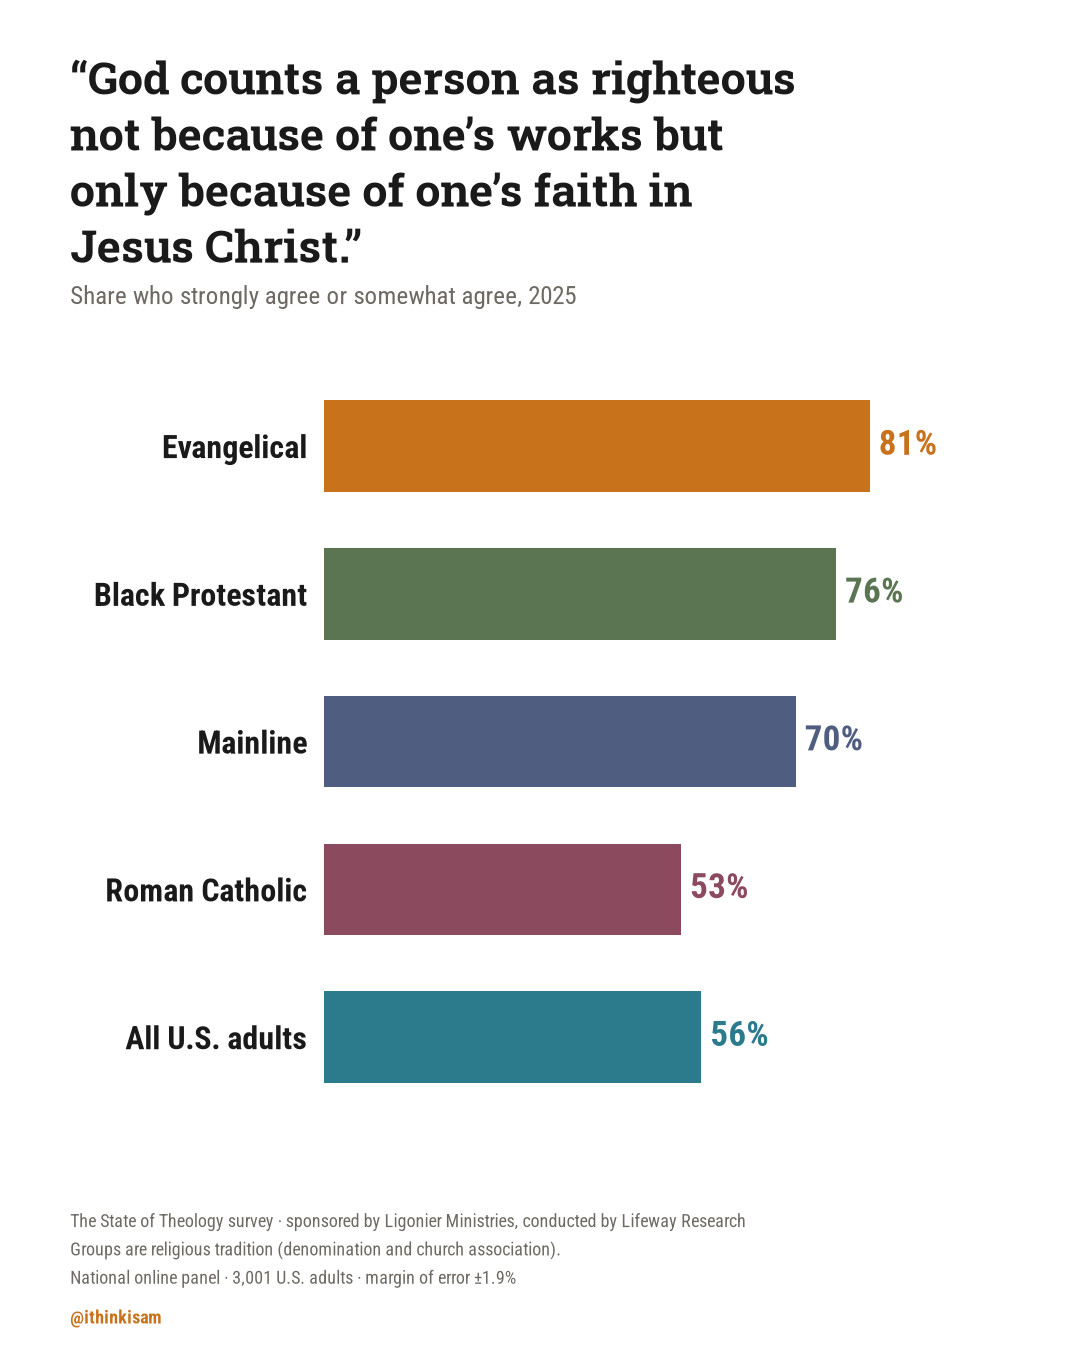 “God counts a person as righteous
not because of one’s works but
only because of one’s faith in
Jesus Christ.”
Share who strongly agree or somewhat agree, 2025
Evangelical 81%
Black Protestant 76%
Mainline 70%
Roman Catholic 53%
All U.S. adults 56%
The State of Theology survey · sponsored by Ligonier Ministries, conducted by Lifeway Research
Groups are religious tradition (denomination and church association).
National online panel · 3,001 U.S. adults · margin of error ±1.9%
@ithinkisam